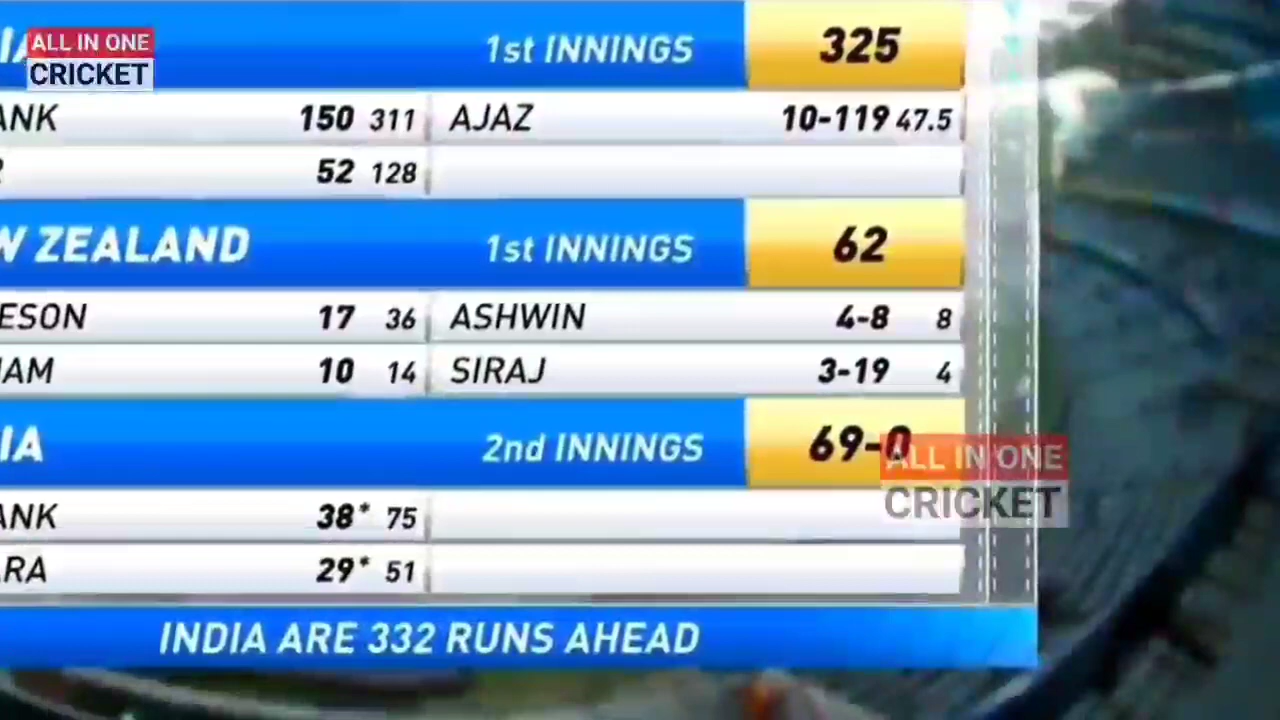 ALL IN ONE
CRICKET
1st INNINGS 325
ANK 150 311 AJAZ 10-119 47.5
52 128
W ZEALAND 1st INNINGS 62
ESON 17 36 ASHWIN 4-8 8
AM 10 14 SIRAJ 3-19 4
IA 2nd INNINGS 69-0
ANK 38* 75
ARA 29* 51
ALL IN ONE
CRICKET
INDIA ARE 332 RUNS AHEAD